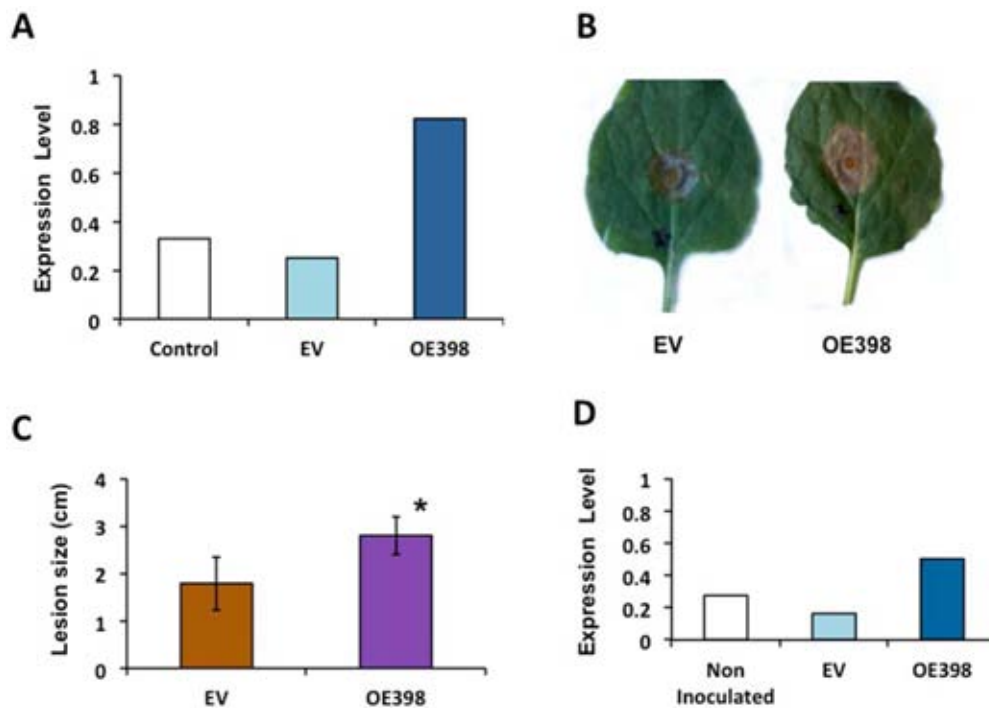 A
Expression Level
1
0.8
0.6
0.4
0.2
0
Control EV OE398
B
EV OE398
C
Lesion size (cm)
4
3
2
1
0
*
EV OE398
D
Expression Level
1
0.8
0.6
0.4
0.2
0
Non EV OE398
Inoculated